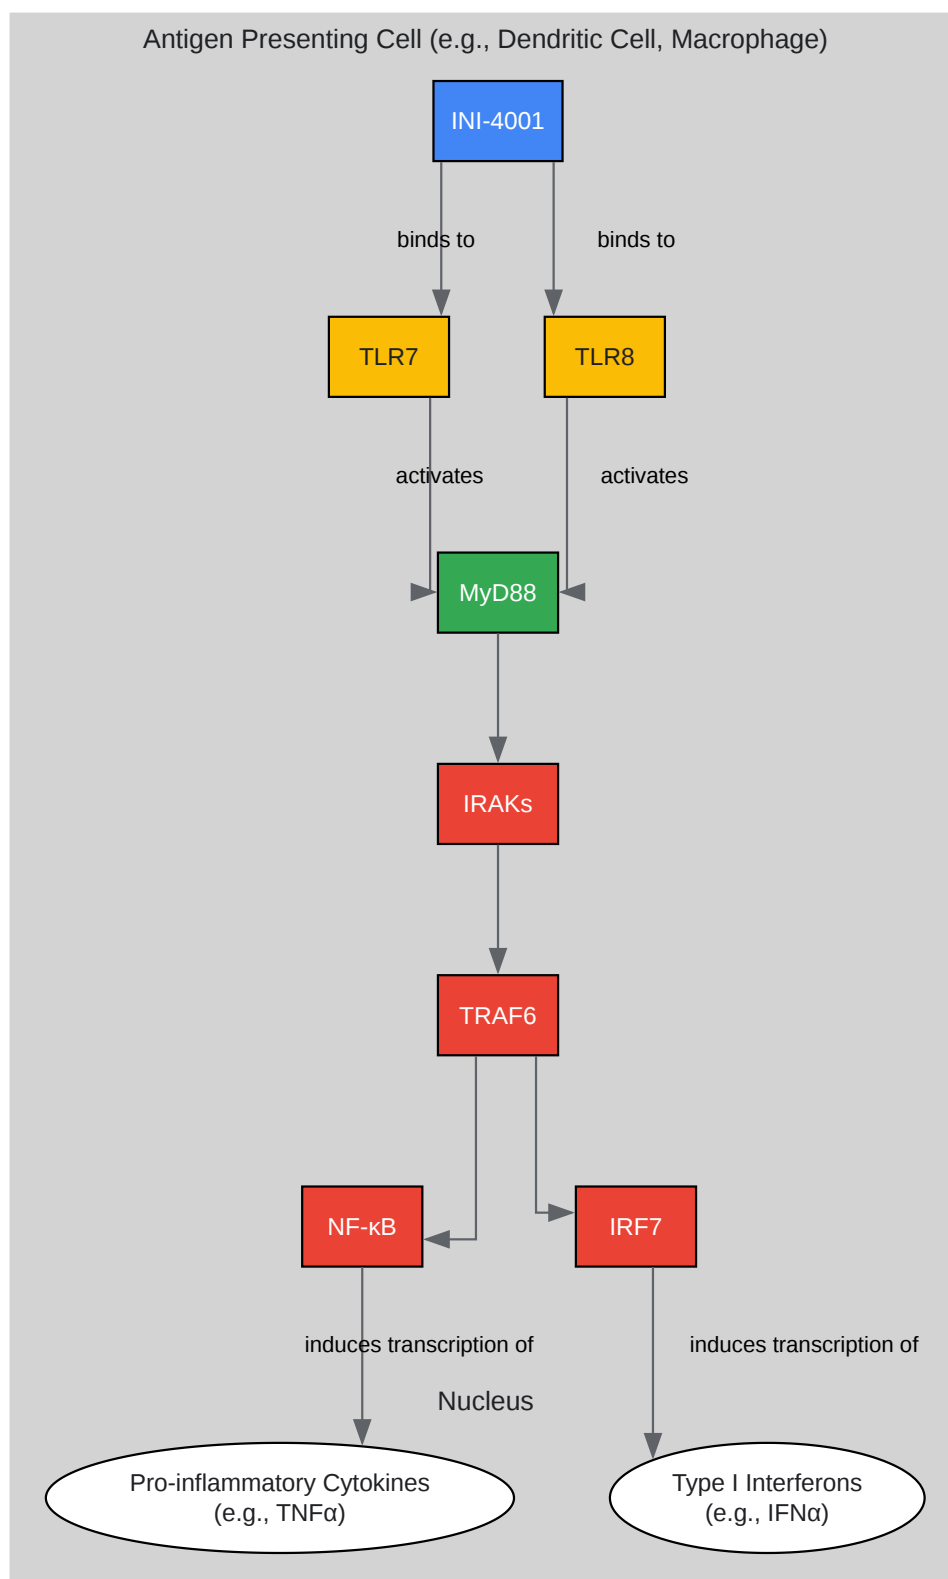 Antigen Presenting Cell (e.g., Dendritic Cell, Macrophage)
INI-4001
binds to
binds to
TLR7
TLR8
activates
activates
MyD88
IRAKs
TRAF6
NF-κB
IRF7
induces transcription of
induces transcription of
Nucleus
Pro-inflammatory Cytokines
(e.g., TNFα)
Type I Interferons
(e.g., IFNα)